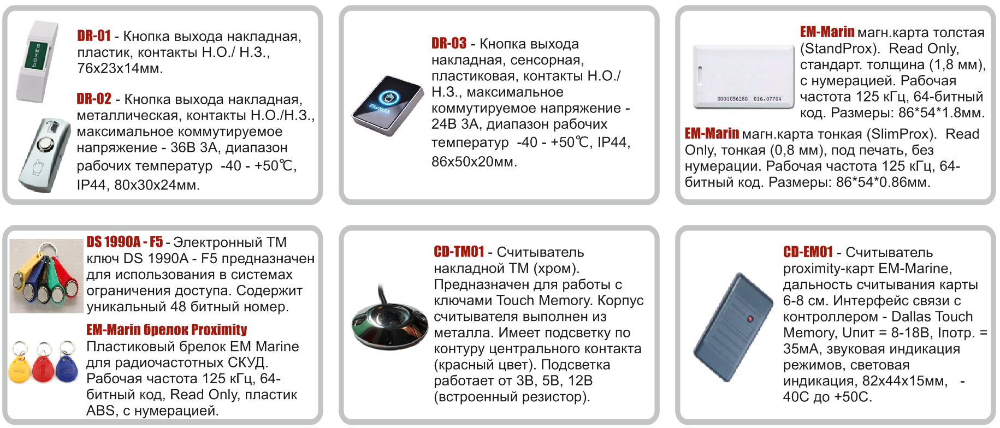 DR-01 - Кнопка выхода накладная,
пластик, контакты Н.О./ Н.З.,
76х23х14мм.
ВЫХОД
DR-02 - Кнопка выхода накладная,
металлическая, контакты Н.О./Н.З.,
максимальное коммутируемое
напряжение - 36В 3А, диапазон
рабочих температур -40 - +50℃,
IP44, 80х30х24мм.
DR-03 - Кнопка выхода
накладная, сенсорная,
пластиковая, контакты Н.О./
Н.З., максимальное
коммутируемое напряжение -
24В 3А, диапазон рабочих
температур -40 - +50℃, IP44,
86х50х20мм.
ВЫХОД
EM-Marin магн.карта толстая
(StandProx). Read Only,
стандарт. толщина (1,8 мм),
с нумерацией. Рабочая
частота 125 кГц, 64-битный
код. Размеры: 86*54*1.8мм.
0001056280 016,07704
EM-Marin магн.карта тонкая (SlimProx). Read
Only, тонкая (0,8 мм), под печать, без
нумерации. Рабочая частота 125 кГц, 64-
битный код. Размеры: 86*54*0.86мм.
DS 1990A - F5 - Электронный ТМ
ключ DS 1990A - F5 предназначен
для использования в системах
ограничения доступа. Содержит
уникальный 48 битный номер.
EM-Marin брелок Proximity
Пластиковый брелок EM Marine
для радиочастотных СКУД.
Рабочая частота 125 кГц, 64-
битный код, Read Only, пластик
ABS, с нумерацией.
CD-TM01 - Считыватель
накладной ТМ (хром).
Предназначен для работы с
ключами Touch Memory. Корпус
считывателя выполнен из
металла. Имеет подсветку по
контуру центрального контакта
(красный цвет). Подсветка
работает от 3В, 5В, 12В
(встроенный резистор).
CD-EM01 - Считыватель
proximity-карт EM-Marine,
дальность считывания карты
6-8 см. Интерфейс связи с
контроллером - Dallas Touch
Memory, Uпит = 8-18В, Iпотр. =
35мА, звуковая индикация
режимов, световая
индикация, 82х44х15мм, -
40С до +50С.